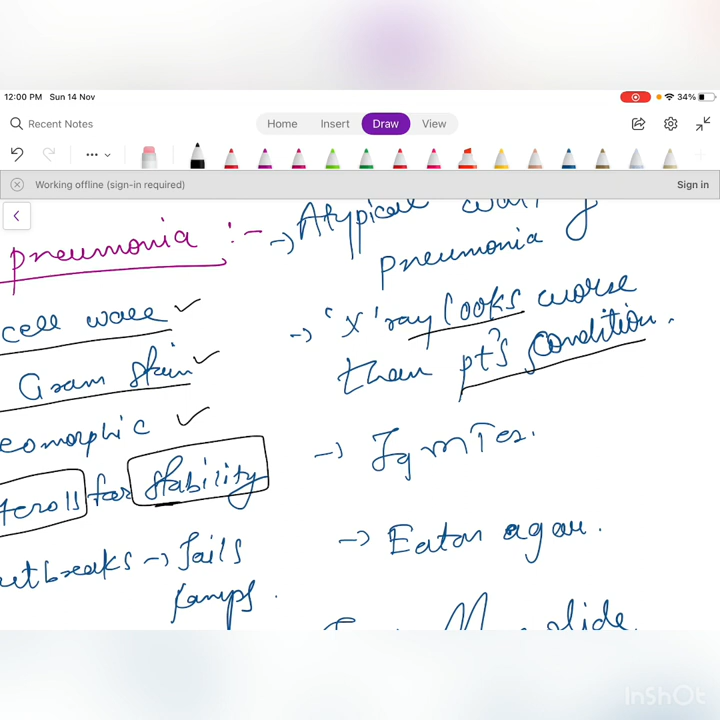 12:00 PM Sun 14 Nov
34%
Recent Notes
Home Insert Draw View
Working offline (sign-in required)
Sign in
pneumonia :-
cell wall ✓
Gram stain ✓
eomorphic ✓
terols for stability
utbreaks → Jails
camps.
→ Atypical
pneumonia
→ 'X' ray looks worse
than pt's condition.
→ IgM
→ Eaton agar.
InShOt